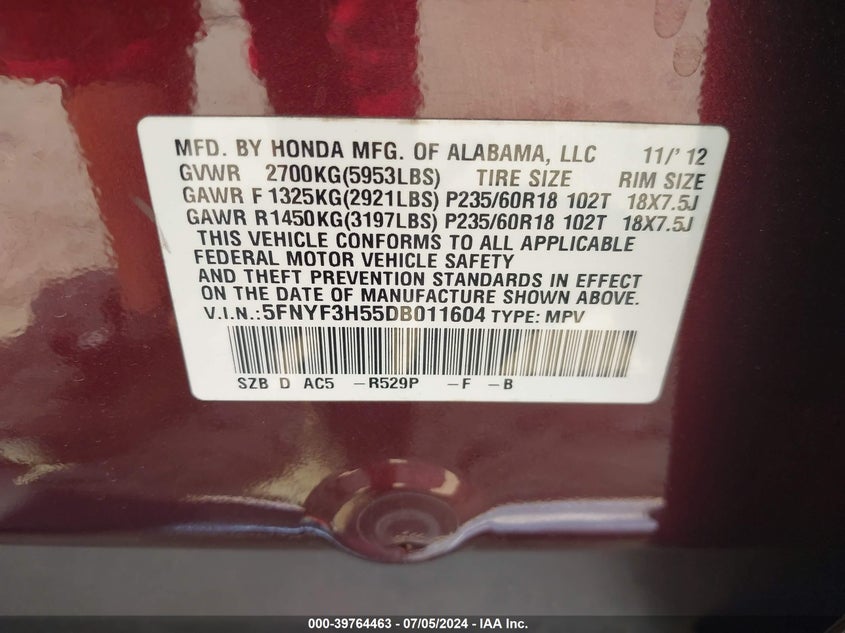 MFD. BY HONDA MFG. OF ALABAMA, LLC 11/'12
GVWR 2700KG(5953LBS) TIRE SIZE RIM SIZE
GAWR F 1325KG(2921LBS) P235/60R18 102T 18X7.5J
GAWR R1450KG(3197LBS) P235/60R18 102T 18X7.5J
THIS VEHICLE CONFORMS TO ALL APPLICABLE
FEDERAL MOTOR VEHICLE SAFETY
AND THEFT PREVENTION STANDARDS IN EFFECT
ON THE DATE OF MANUFACTURE SHOWN ABOVE.
V.I.N.:5FNYF3H55DB011604 TYPE: MPV
SZB D AC5 -R529P -F -B
000-39764463 - 07/05/2024 - IAA Inc.